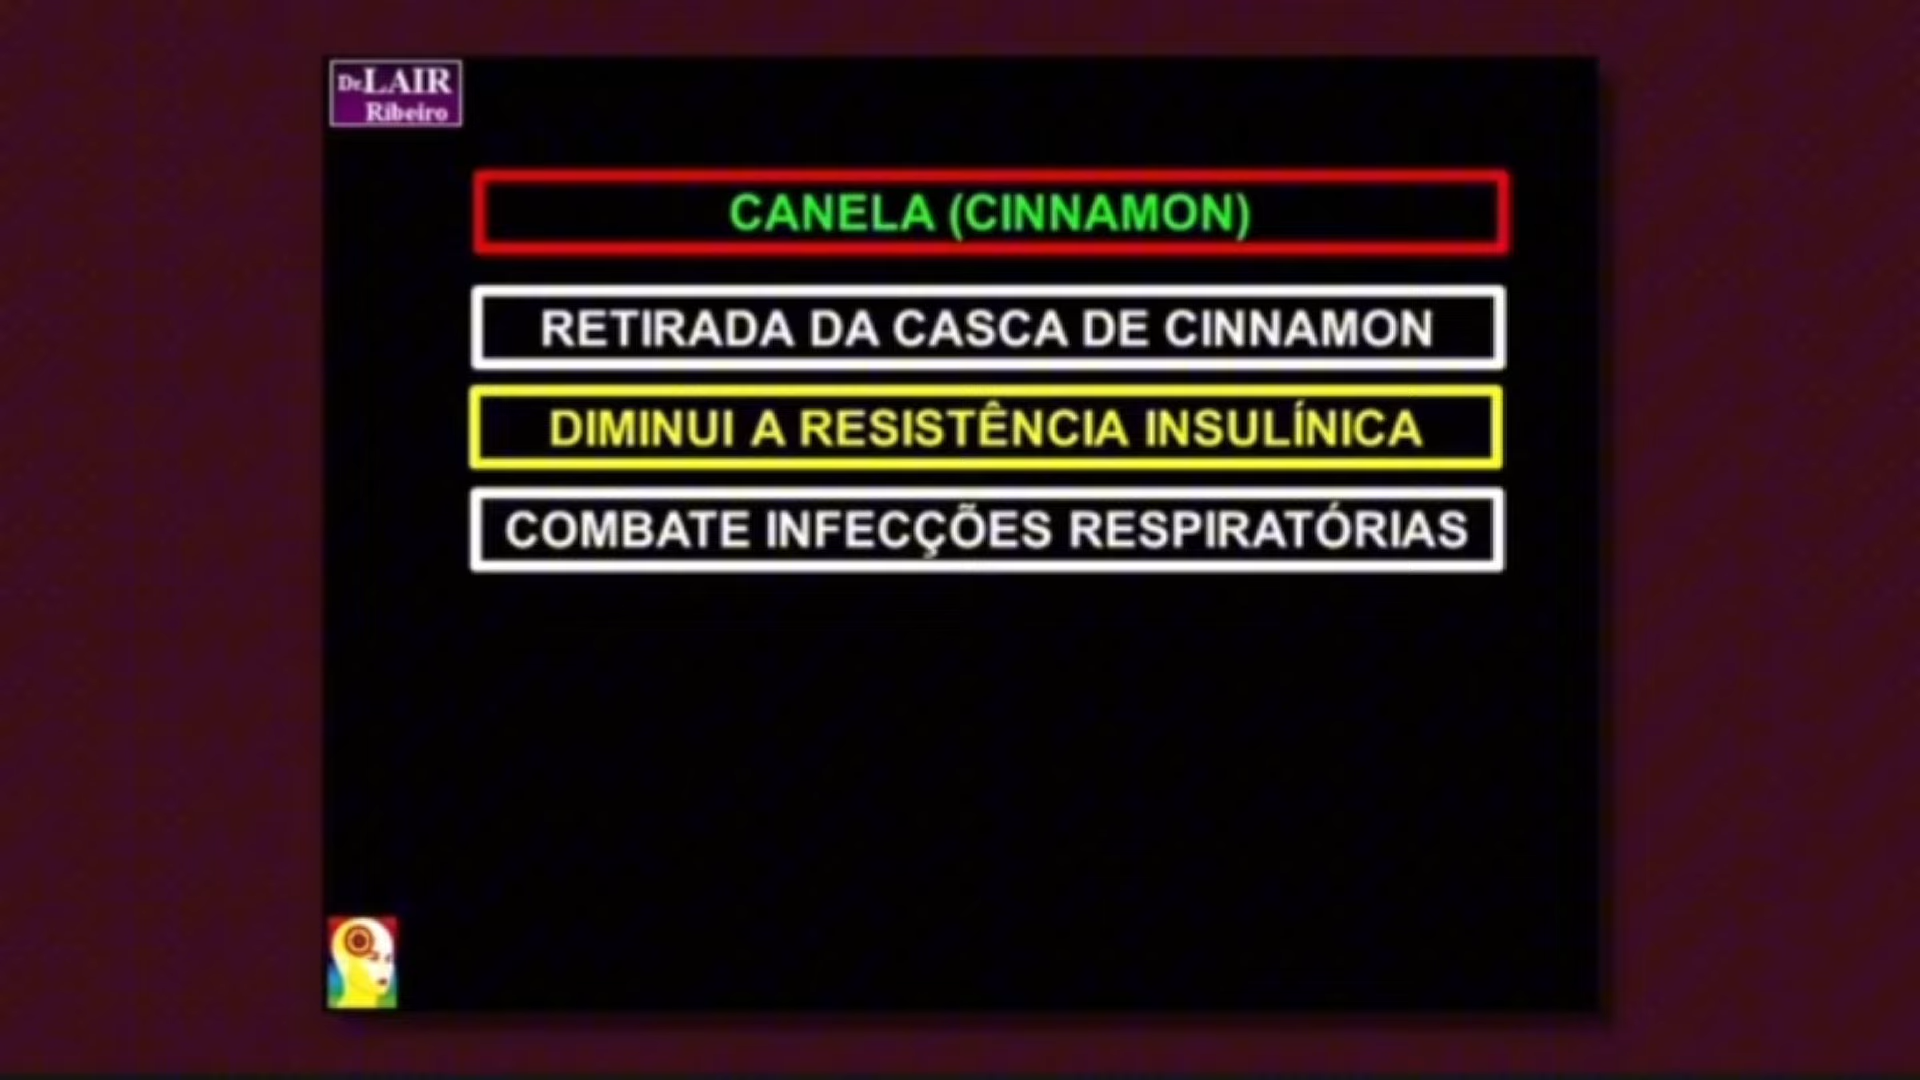 Dr. LAIR
Ribeiro
CANELA (CINNAMON)
RETIRADA DA CASCA DE CINNAMON
DIMINUI A RESISTÊNCIA INSULÍNICA
COMBATE INFECÇÕES RESPIRATÓRIAS